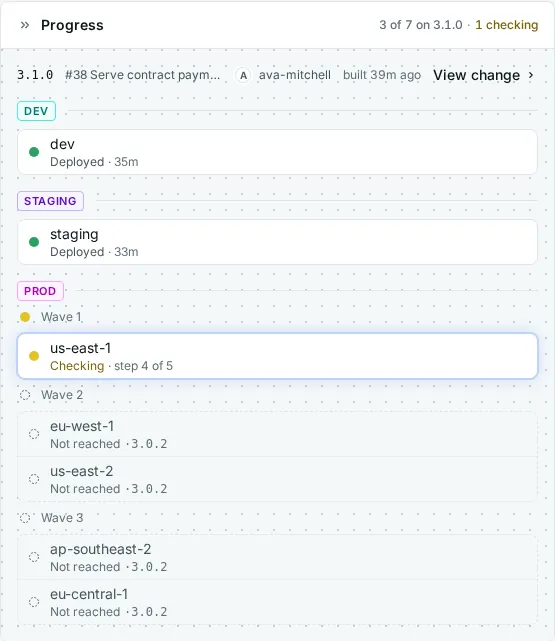 Progress
3 of 7 on 3.1.0 · 1 checking
3.1.0 #38 Serve contract paym… A ava-mitchell built 39m ago View change
DEV
dev
Deployed · 35m
STAGING
staging
Deployed · 33m
PROD
Wave 1
us-east-1
Checking · step 4 of 5
Wave 2
eu-west-1
Not reached ·3.0.2
us-east-2
Not reached ·3.0.2
Wave 3
ap-southeast-2
Not reached ·3.0.2
eu-central-1
Not reached ·3.0.2